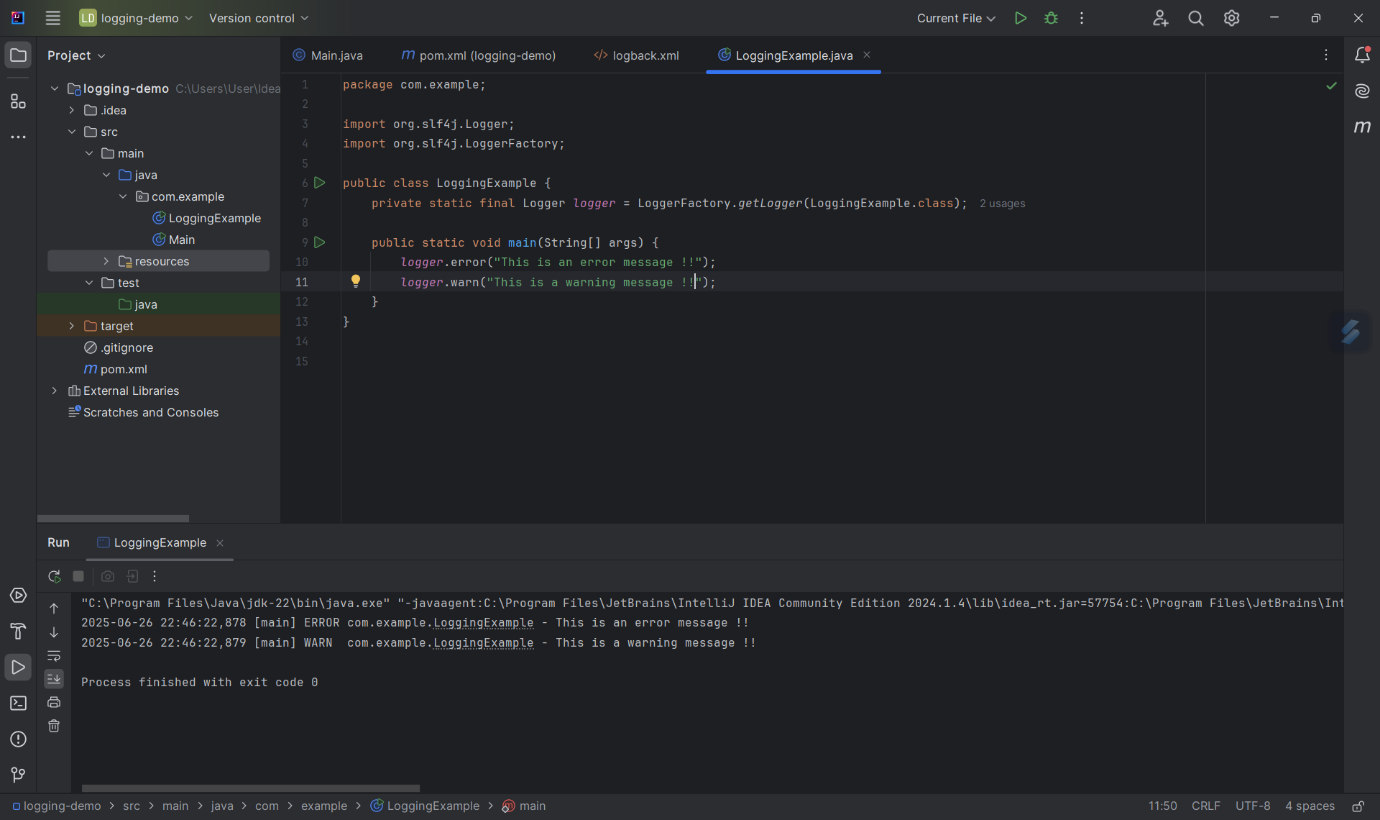 LD logging-demo Version control Current File
Project
Main.java pom.xml (logging-demo) logback.xml LoggingExample.java
logging-demo C:\Users\User\Idea
.idea
src
main
java
com.example
LoggingExample
Main
resources
test
java
target
.gitignore
pom.xml
External Libraries
Scratches and Consoles
1 package com.example;
2
3 import org.slf4j.Logger;
4 import org.slf4j.LoggerFactory;
5
6 public class LoggingExample {
7 private static final Logger logger = LoggerFactory.getLogger(LoggingExample.class); 2 usages
8
9 public static void main(String[] args) {
10 logger.error("This is an error message !!");
11 logger.warn("This is a warning message !!");
12 }
13 }
14
15
Run LoggingExample
"C:\Program Files\Java\jdk-22\bin\java.exe" "-javaagent:C:\Program Files\JetBrains\IntelliJ IDEA Community Edition 2024.1.4\lib\idea_rt.jar=57754:C:\Program Files\JetBrains\Int
2025-06-26 22:46:22,878 [main] ERROR com.example.LoggingExample - This is an error message !!
2025-06-26 22:46:22,879 [main] WARN  com.example.LoggingExample - This is a warning message !!
Process finished with exit code 0
logging-demo > src > main > java > com > example > LoggingExample > main 11:50 CRLF UTF-8 4 spaces